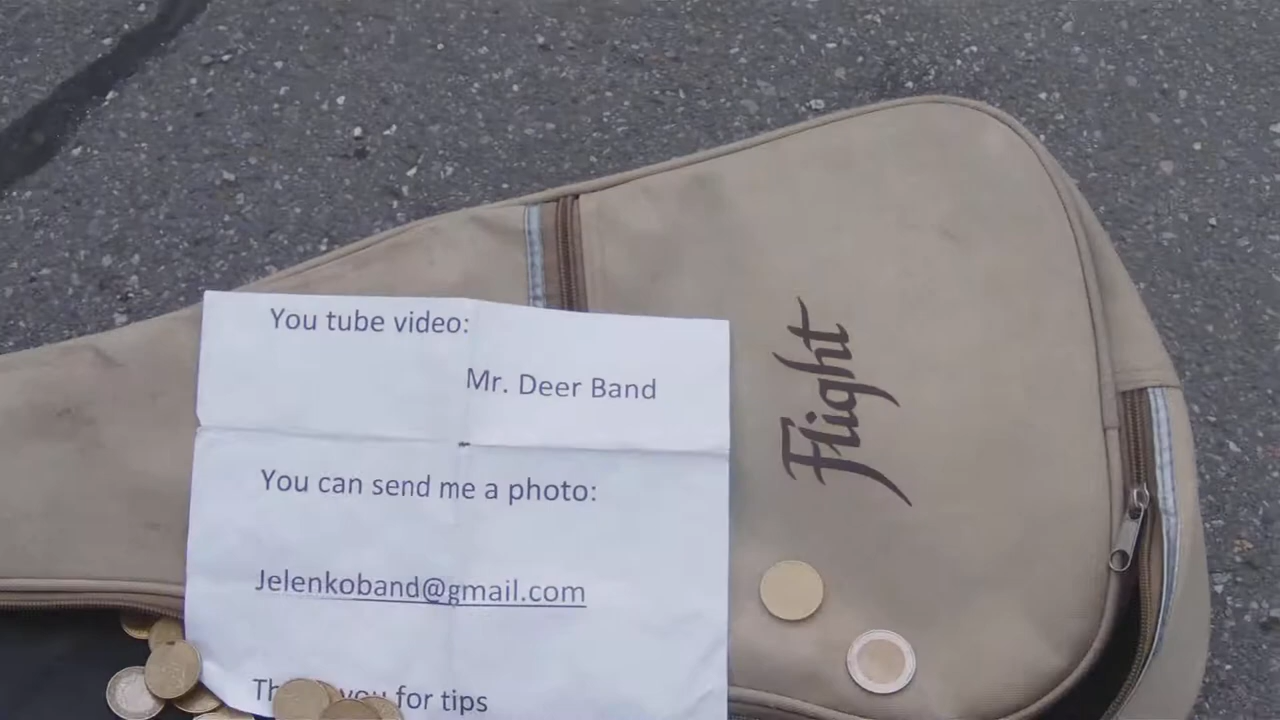 You tube video:
Mr. Deer Band
You can send me a photo:
Jelenkoband@gmail.com
you for tips
Flight